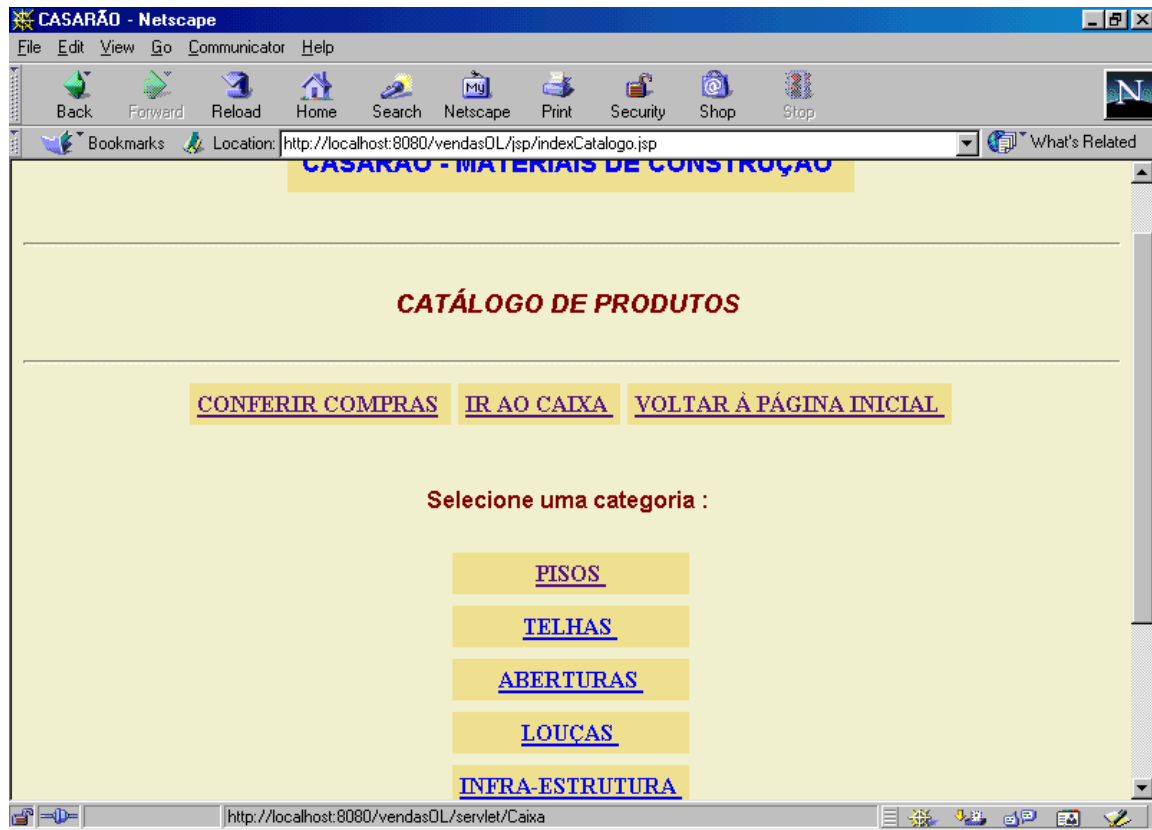 CASARÃO - Netscape
File Edit View Go Communicator Help
My
N
Back Forward Reload Home Search Netscape Print Security Shop Stop
Bookmarks Location: http://localhost:8080/vendasOL/jsp/indexCatalogo.jsp What's Related
CASARÃO - MATERIAIS DE CONSTRUÇÃO
CATÁLOGO DE PRODUTOS
CONFERIR COMPRAS IR AO CAIXA VOLTAR À PÁGINA INICIAL
Selecione uma categoria :
PISOS
TELHAS
ABERTURAS
LOUÇAS
INFRA-ESTRUTURA
http://localhost:8080/vendasOL/servlet/Caixa